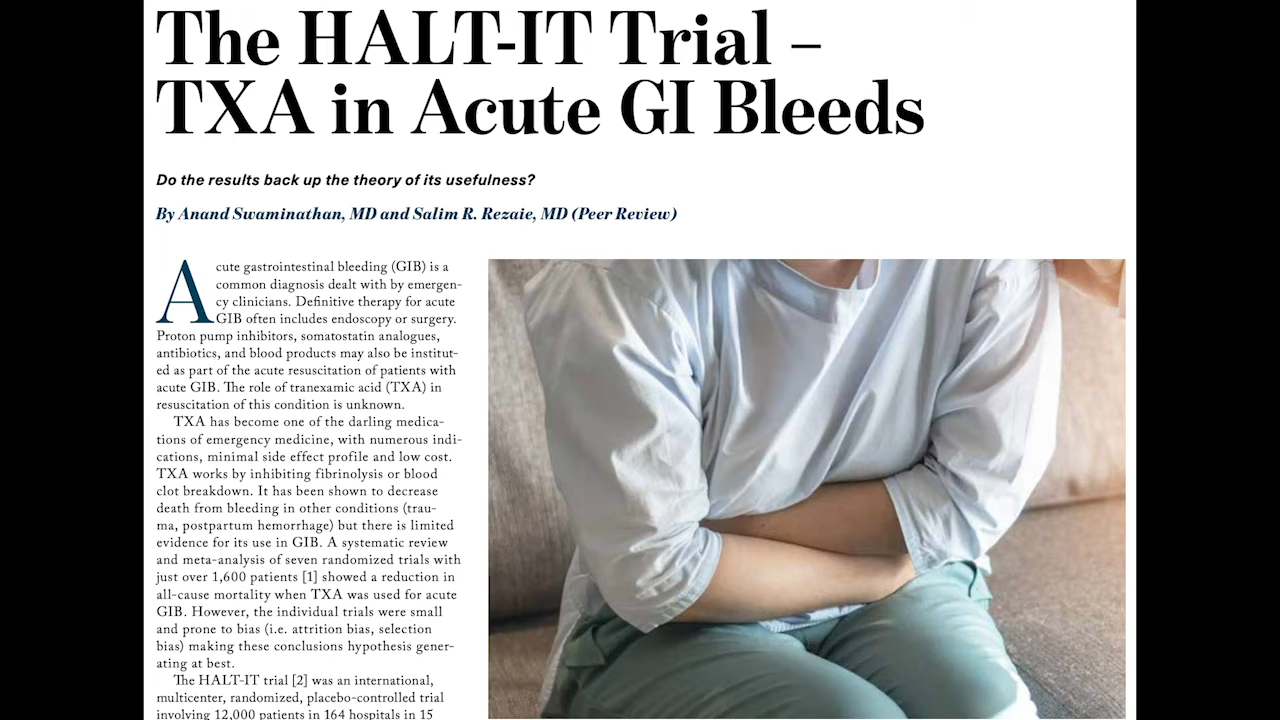 The HALT-IT Trial –
TXA in Acute GI Bleeds
Do the results back up the theory of its usefulness?
By Anand Swaminathan, MD and Salim R. Rezaie, MD (Peer Review)
Acute gastrointestinal bleeding (GIB) is a
common diagnosis dealt with by emergen-
cy clinicians. Definitive therapy for acute
GIB often includes endoscopy or surgery.
Proton pump inhibitors, somatostatin analogues,
antibiotics, and blood products may also be institut-
ed as part of the acute resuscitation of patients with
acute GIB. The role of tranexamic acid (TXA) in
resuscitation of this condition is unknown.
TXA has become one of the darling medica-
tions of emergency medicine, with numerous indi-
cations, minimal side effect profile and low cost.
TXA works by inhibiting fibrinolysis or blood
clot breakdown. It has been shown to decrease
death from bleeding in other conditions (trau-
ma, postpartum hemorrhage) but there is limited
evidence for its use in GIB. A systematic review
and meta-analysis of seven randomized trials with
just over 1,600 patients [1] showed a reduction in
all-cause mortality when TXA was used for acute
GIB. However, the individual trials were small
and prone to bias (i.e. attrition bias, selection
bias) making these conclusions hypothesis gener-
ating at best.
The HALT-IT trial [2] was an international,
multicenter, randomized, placebo-controlled trial
involving 12,000 patients in 164 hospitals in 15